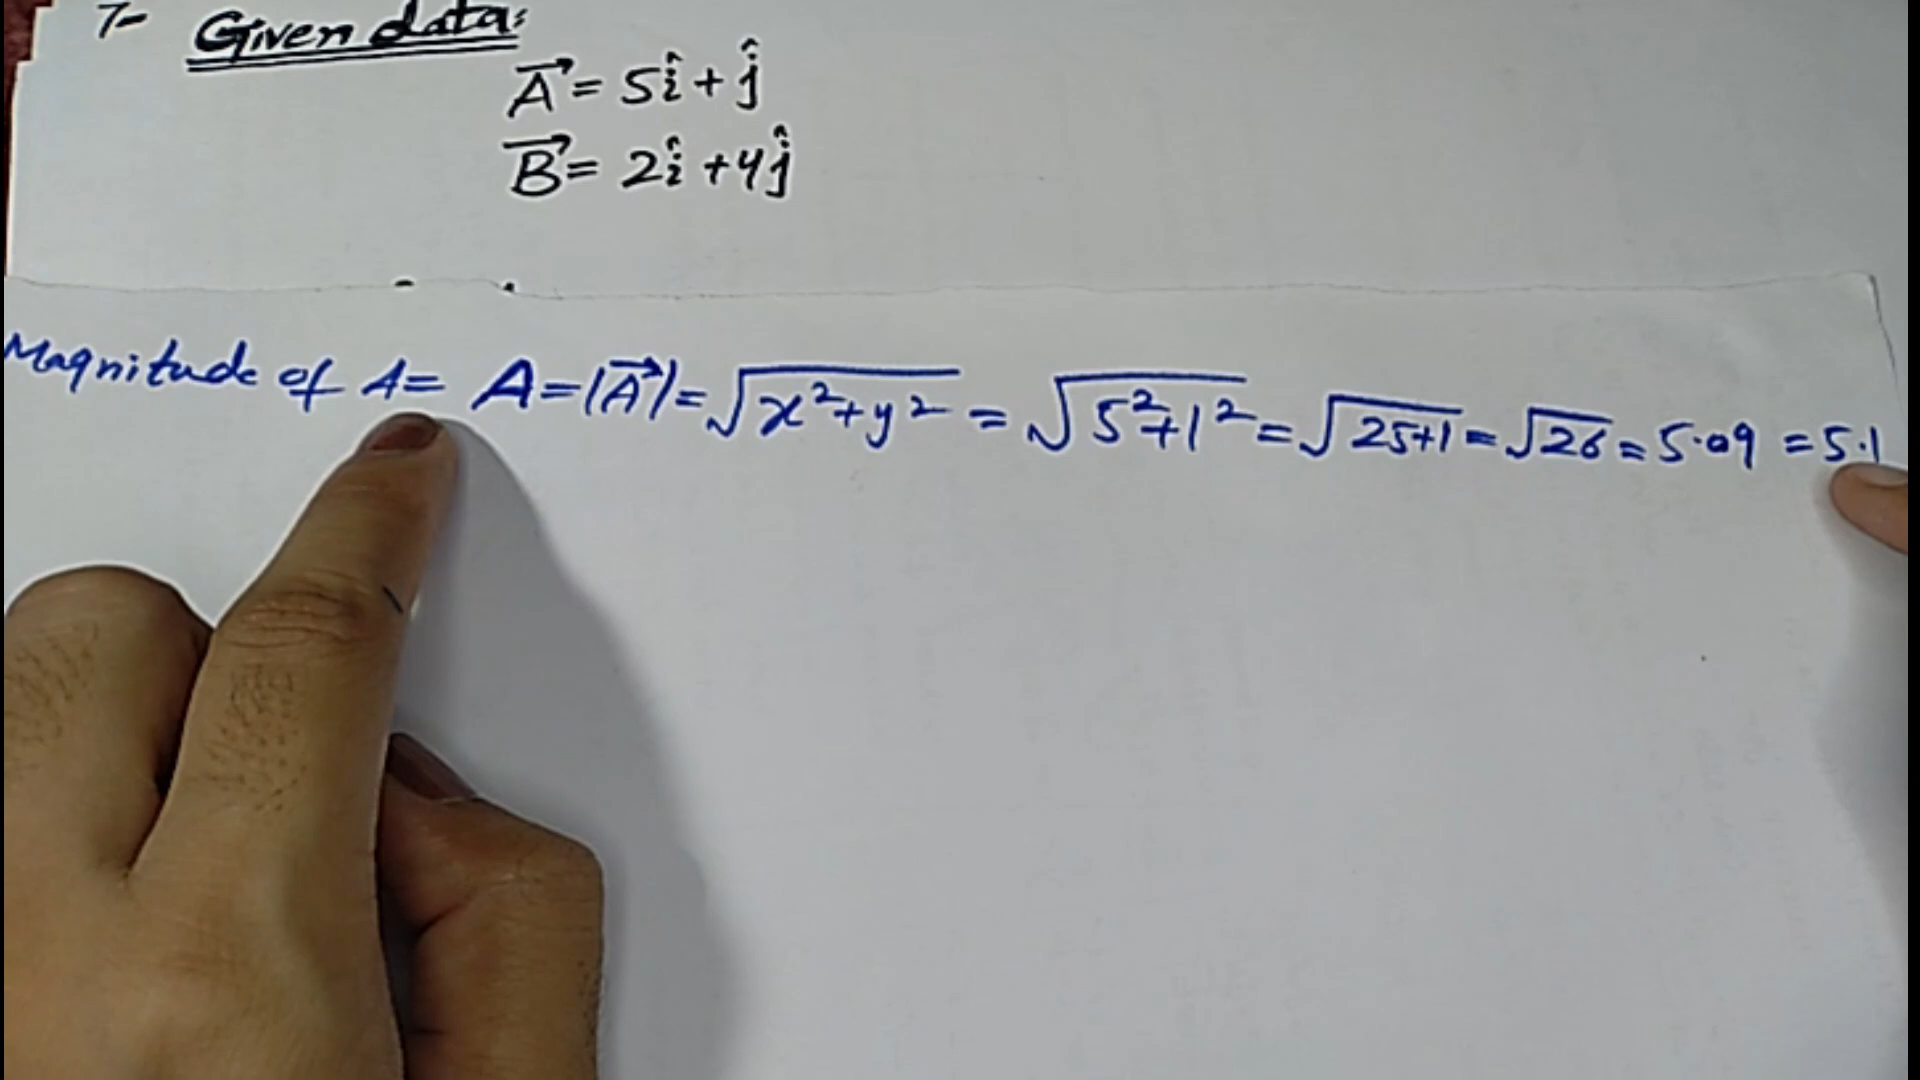 7- Given data:
A⃗ = 5î + ĵ
B⃗ = 2î + 4ĵ
Magnitude of A = A = |A⃗| = √x²+y² = √5²+1² = √25+1 = √26 = 5.09 = 5.1